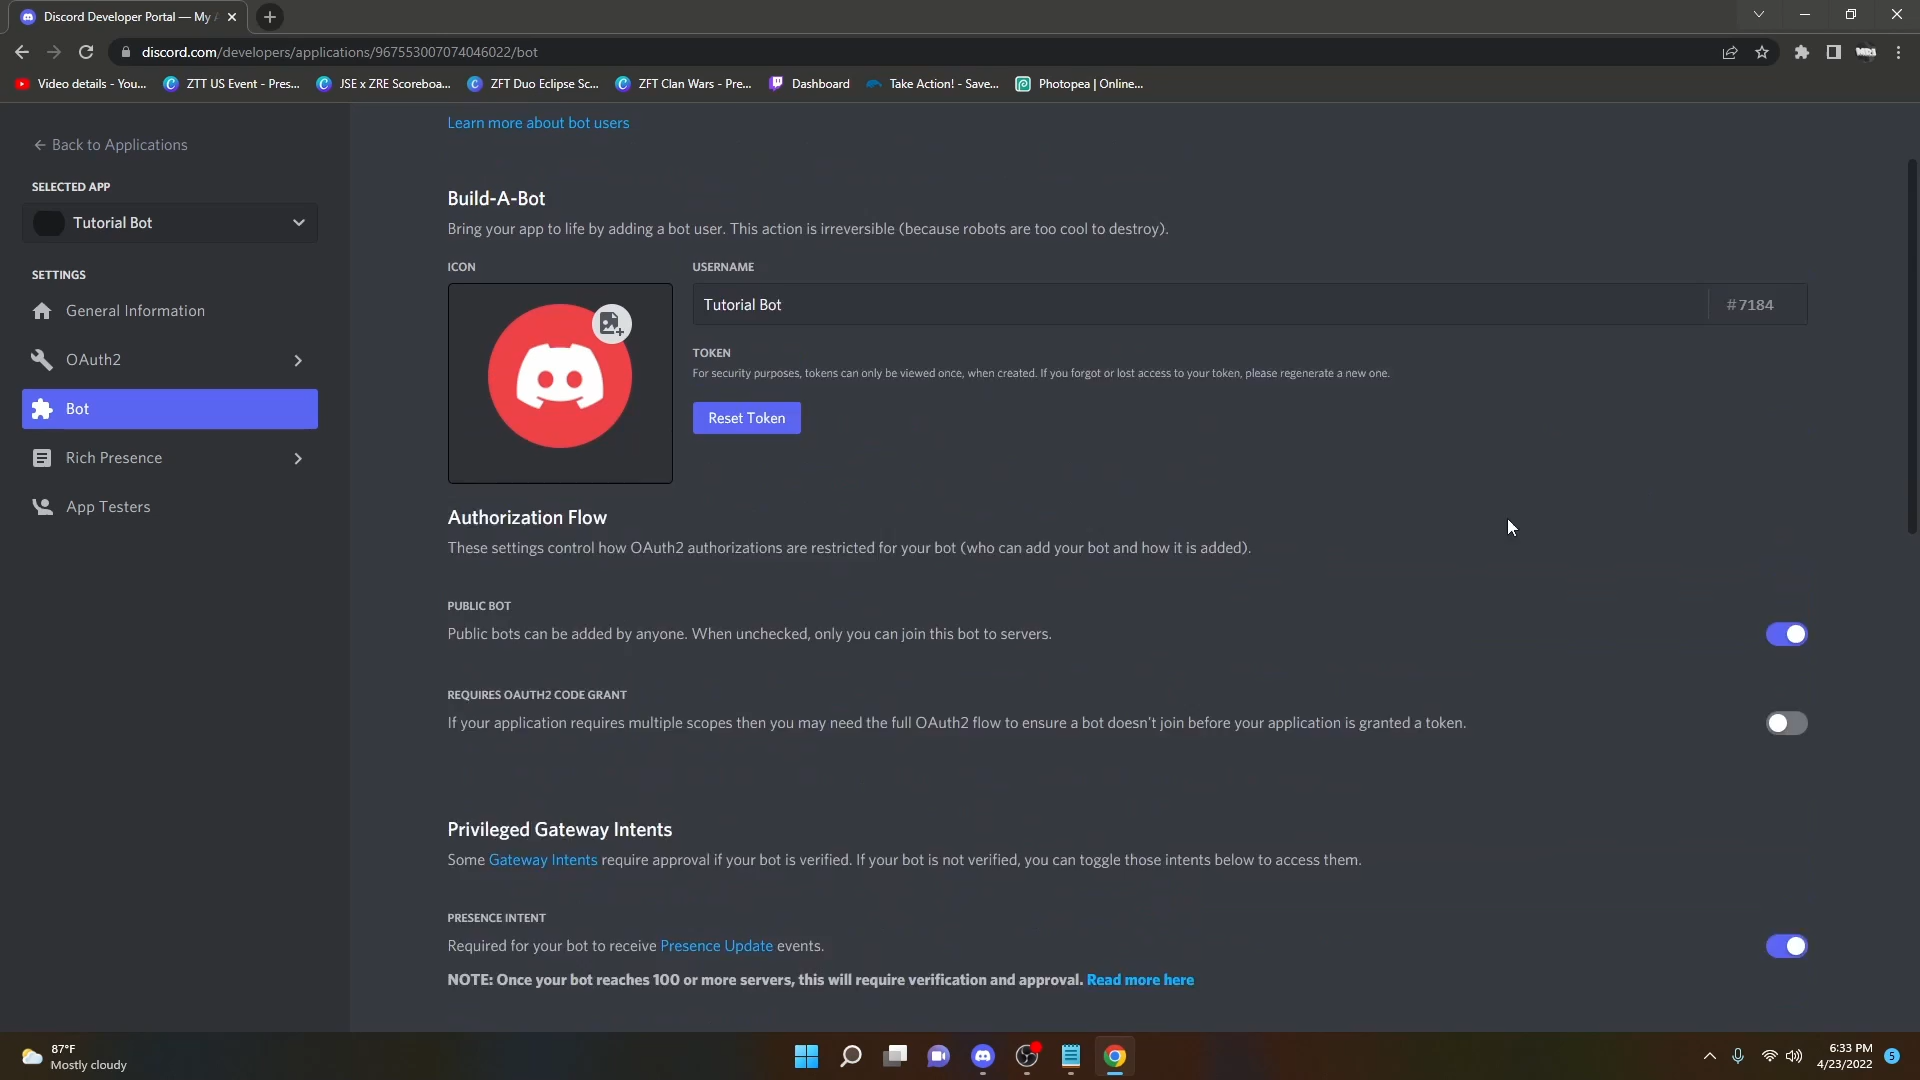 Discord Developer Portal — My A
discord.com/developers/applications/967553007074046022/bot
Video details - You...
ZTT US Event - Pres...
JSE x ZRE Scoreboa...
ZFT Duo Eclipse Sc...
ZFT Clan Wars - Pre...
Dashboard
Take Action! - Save...
Photopea | Online...
Learn more about bot users
← Back to Applications
SELECTED APP
Tutorial Bot
SETTINGS
General Information
OAuth2
Bot
Rich Presence
App Testers
Build-A-Bot
Bring your app to life by adding a bot user. This action is irreversible (because robots are too cool to destroy).
ICON
USERNAME
Tutorial Bot
#7184
TOKEN
For security purposes, tokens can only be viewed once, when created. If you forgot or lost access to your token, please regenerate a new one.
Reset Token
Authorization Flow
These settings control how OAuth2 authorizations are restricted for your bot (who can add your bot and how it is added).
PUBLIC BOT
Public bots can be added by anyone. When unchecked, only you can join this bot to servers.
REQUIRES OAUTH2 CODE GRANT
If your application requires multiple scopes then you may need the full OAuth2 flow to ensure a bot doesn't join before your application is granted a token.
Privileged Gateway Intents
Some Gateway Intents require approval if your bot is verified. If your bot is not verified, you can toggle those intents below to access them.
PRESENCE INTENT
Required for your bot to receive Presence Update events.
NOTE: Once your bot reaches 100 or more servers, this will require verification and approval. Read more here
87°F
Mostly cloudy
6:33 PM
4/23/2022
5